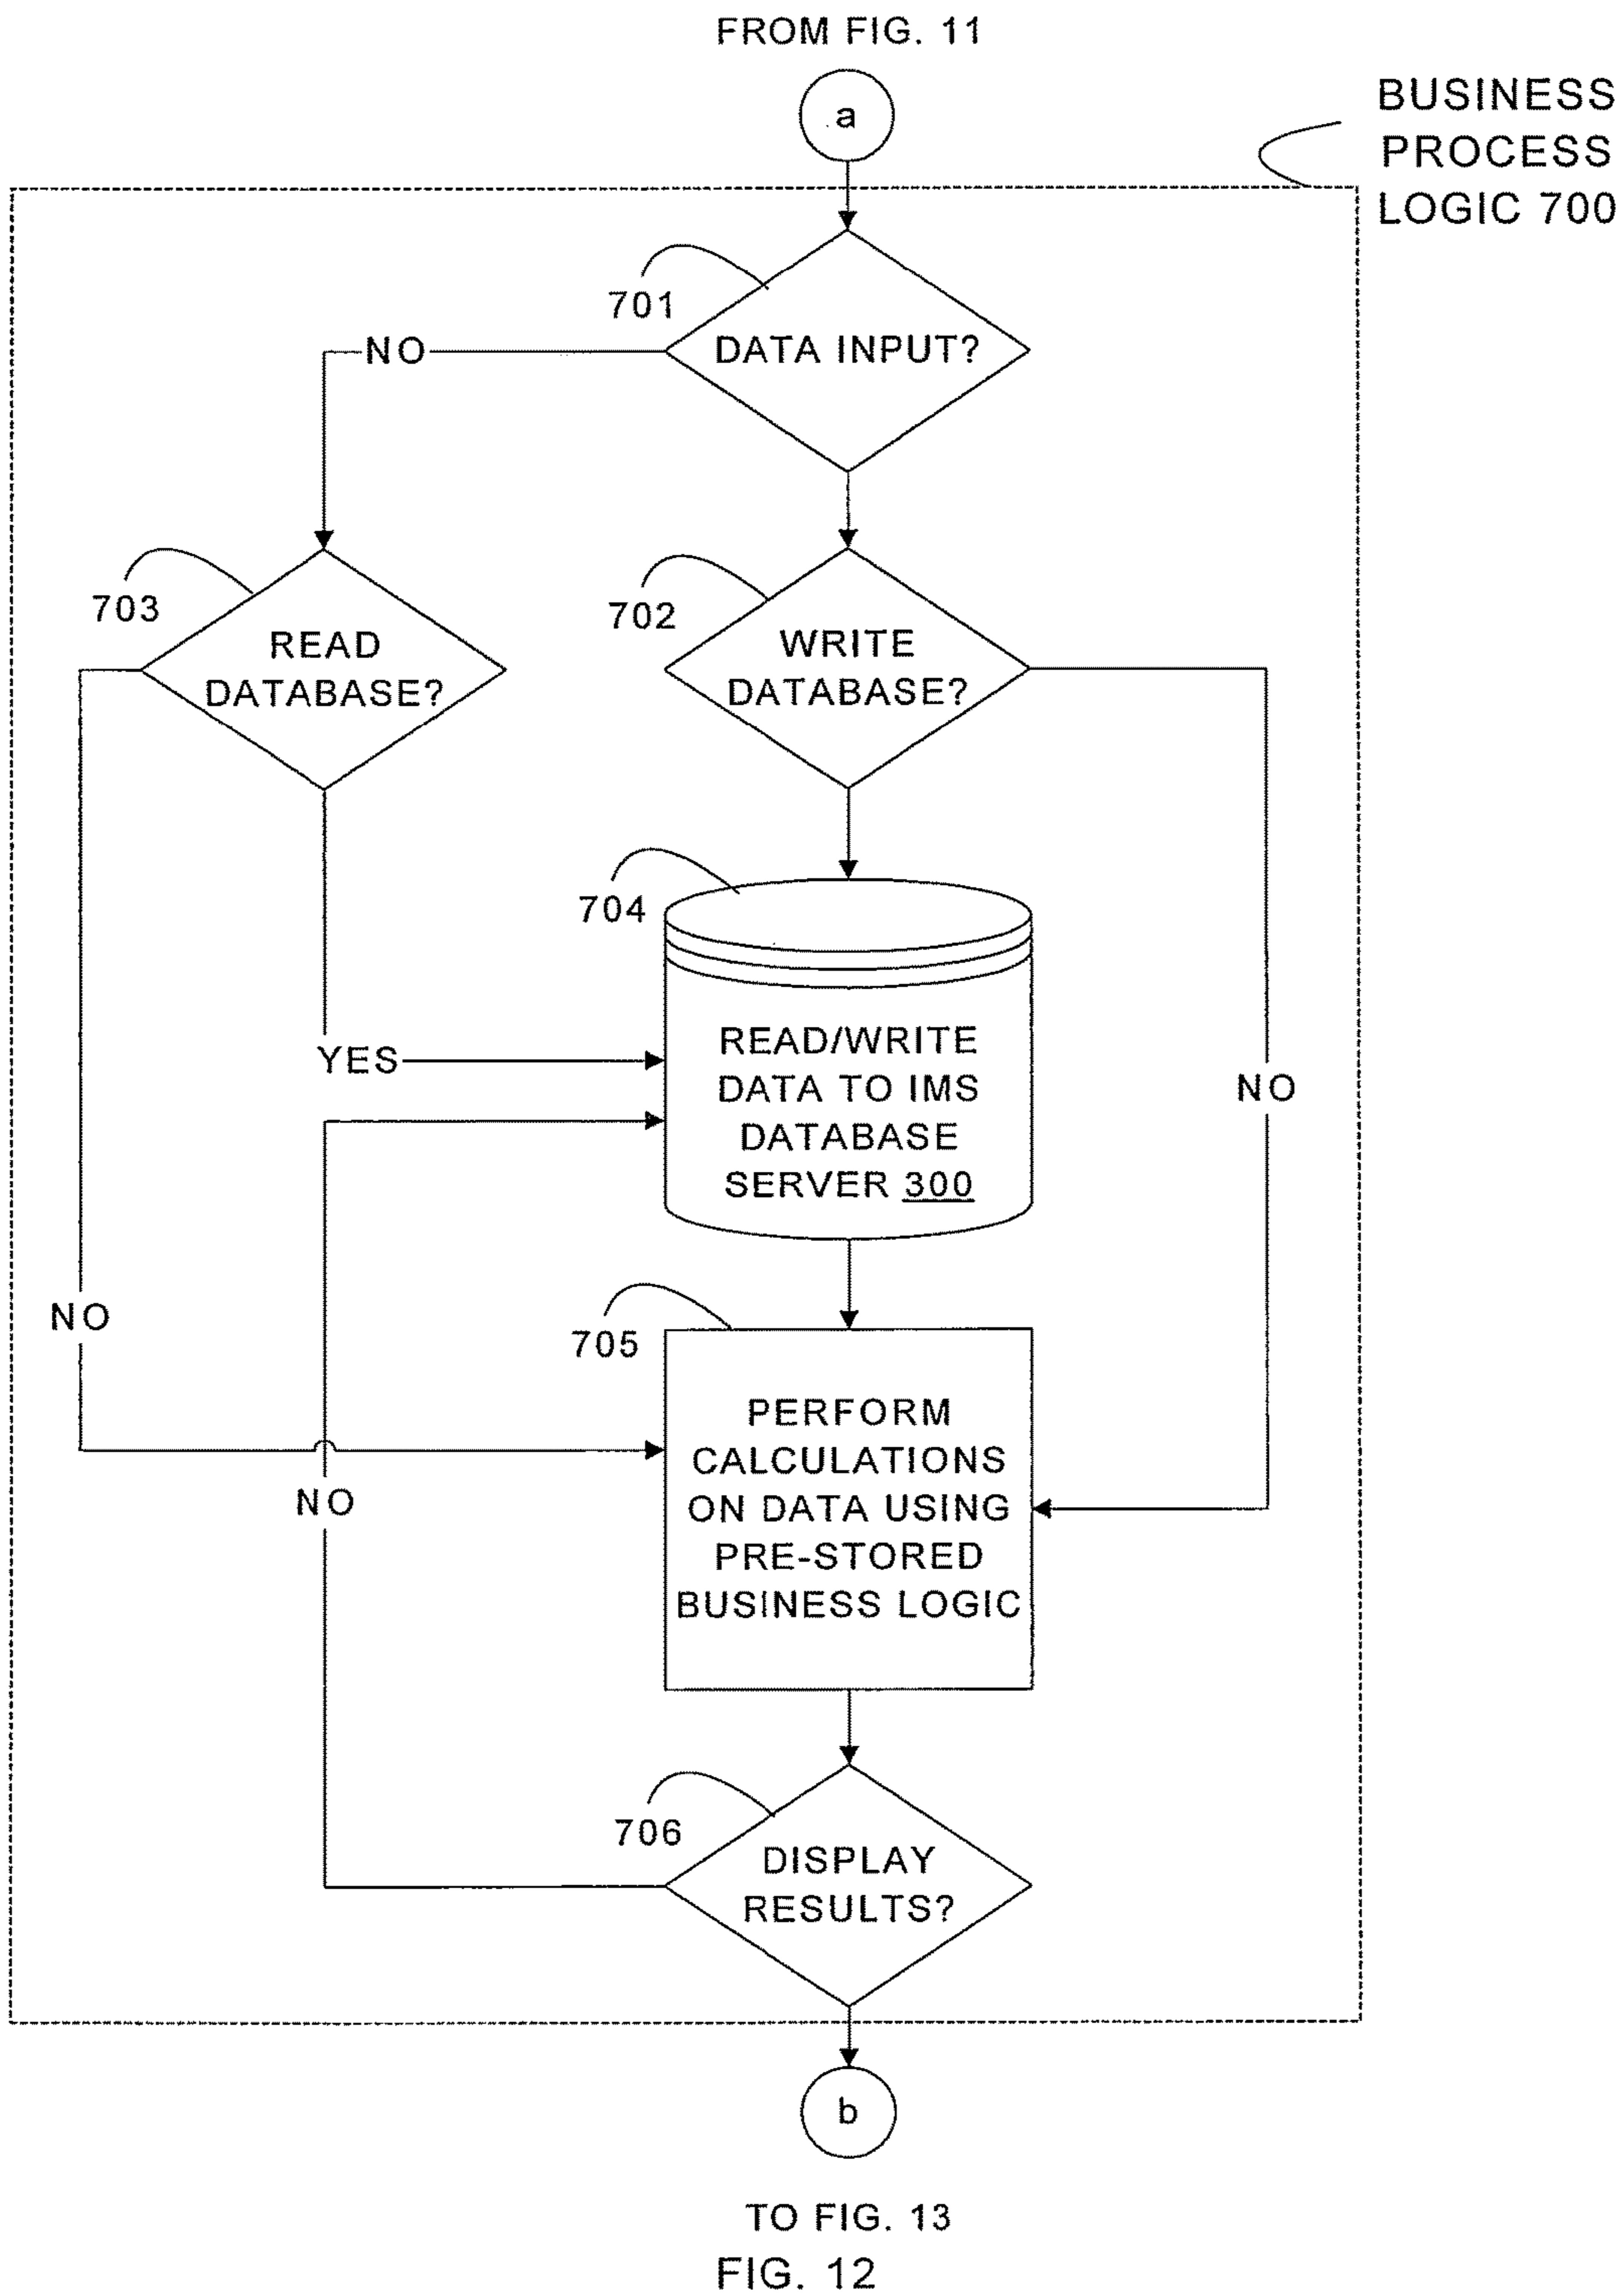 FROM FIG. 11
a
BUSINESS
PROCESS
LOGIC 700
701
DATA INPUT?
NO
703
READ
DATABASE?
702
WRITE
DATABASE?
704
READ/WRITE
DATA TO IMS
DATABASE
SERVER 300
YES
NO
NO
705
PERFORM
CALCULATIONS
ON DATA USING
PRE-STORED
BUSINESS LOGIC
NO
706
DISPLAY
RESULTS?
b
TO FIG. 13
FIG. 12